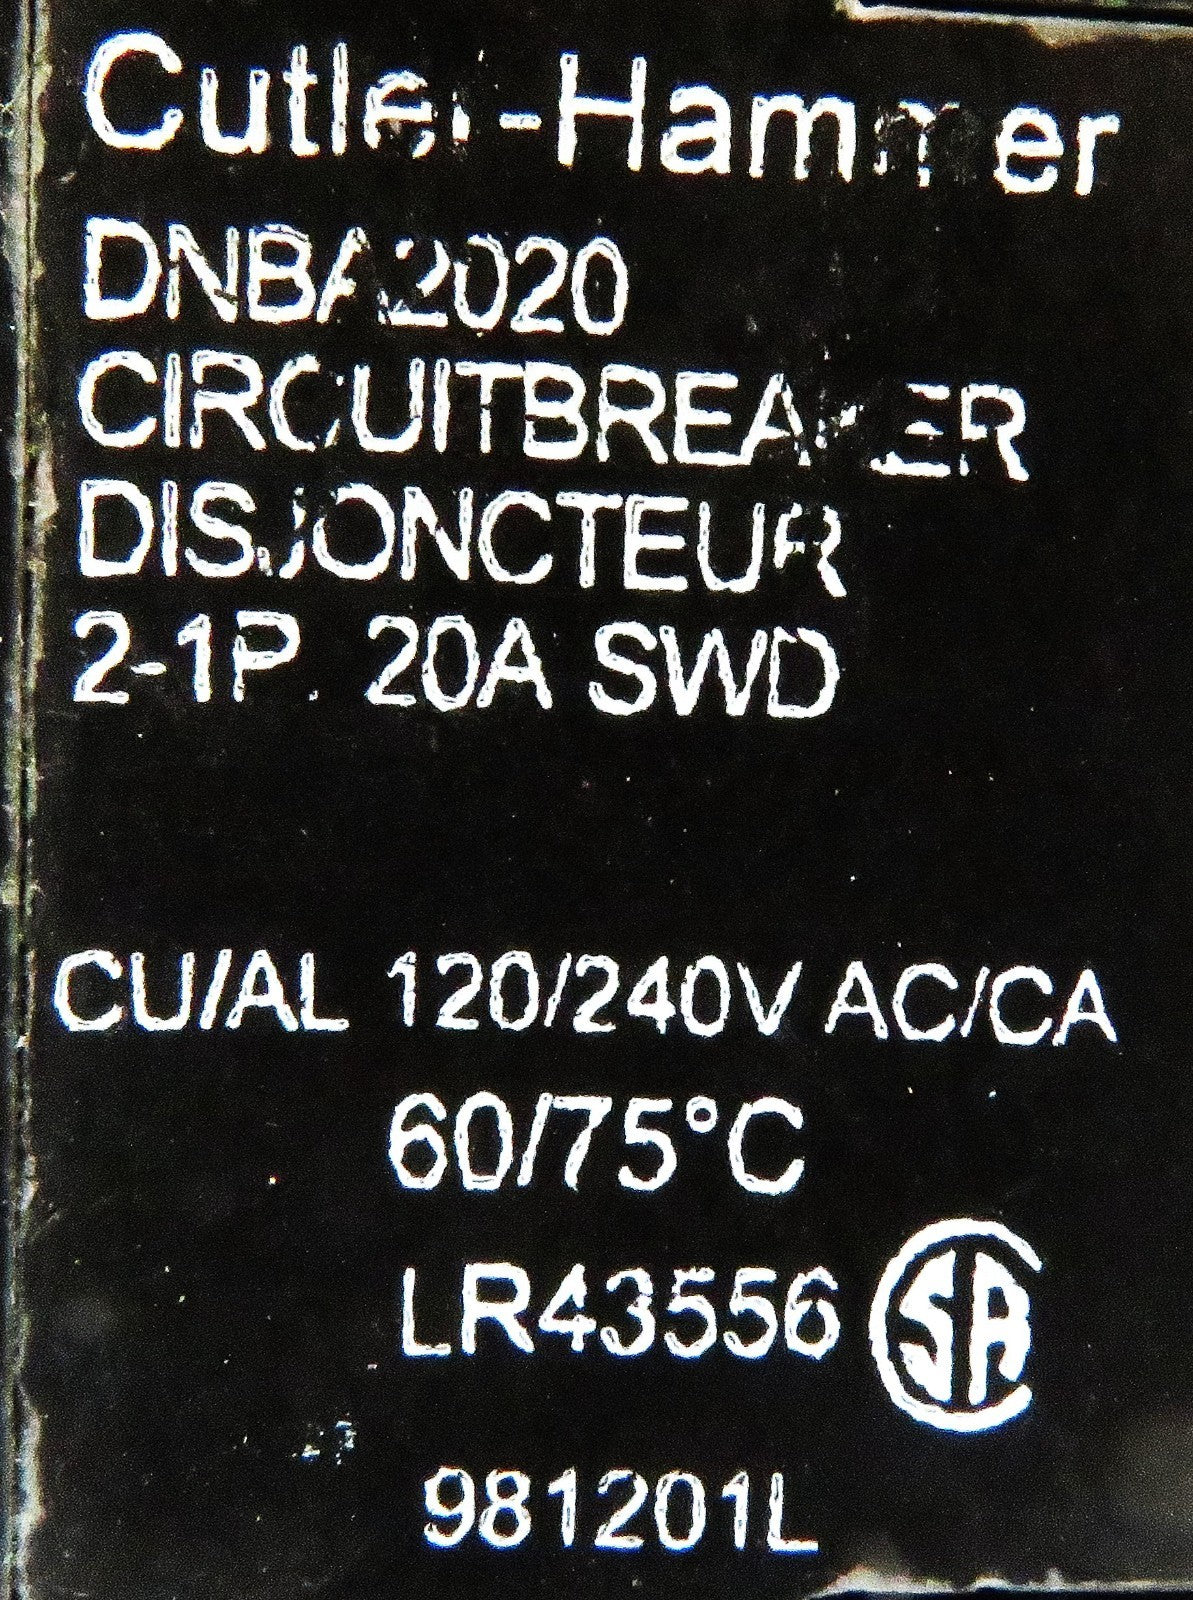 Cutler-Hammer
DNBA2020
CIRCUITBREAKER
DISJONCTEUR
2-1P. 20A SWD
CU/AL 120/240V AC/CA
60/75°C
LR43556 CSA
981201L